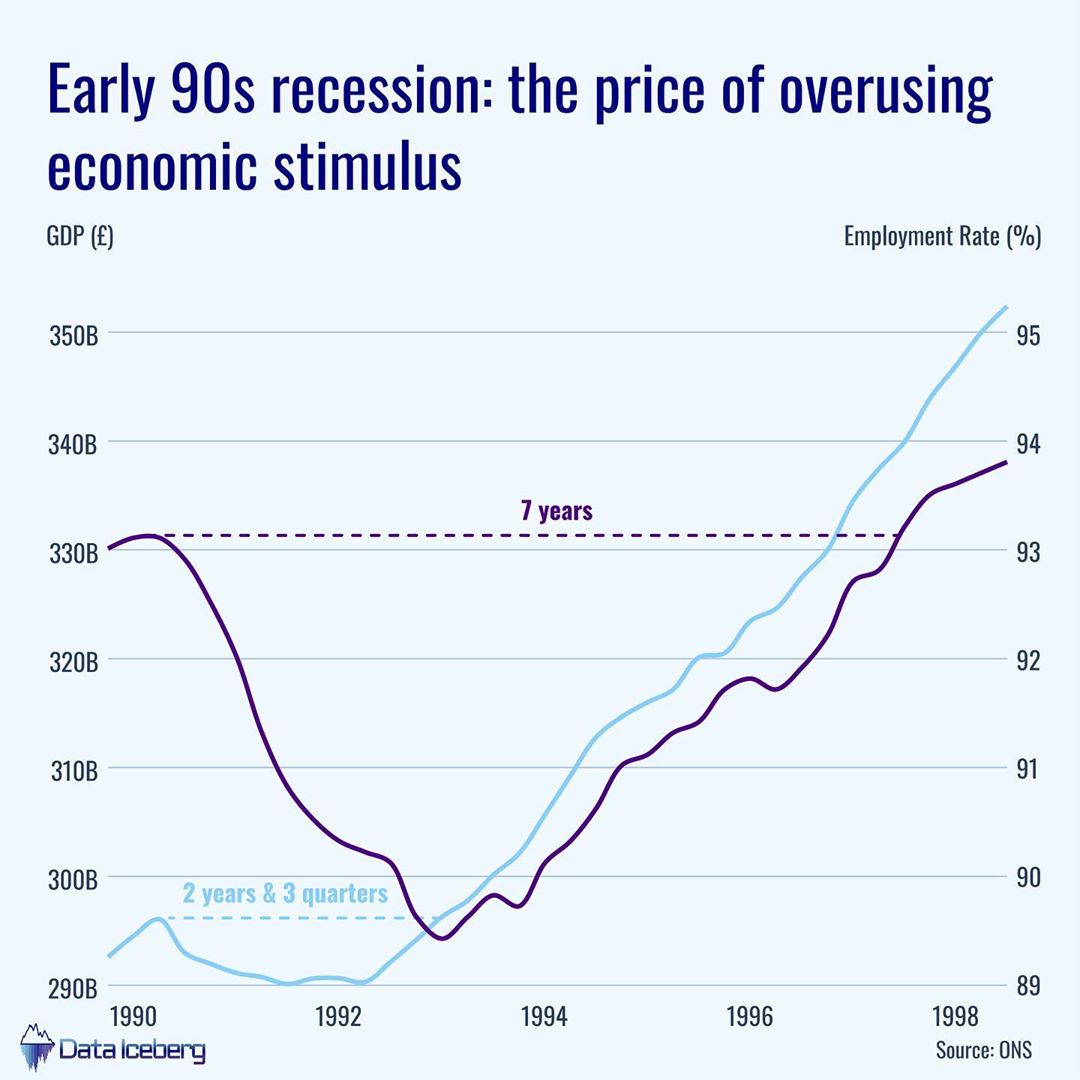 Early 90s recession: the price of overusing
economic stimulus
GDP (£)
Employment Rate (%)
350B
95
340B
94
7 years
330B
93
320B
92
310B
91
300B
90
2 years & 3 quarters
290B
89
1990
1992
1994
1996
1998
Data Iceberg
Source: ONS